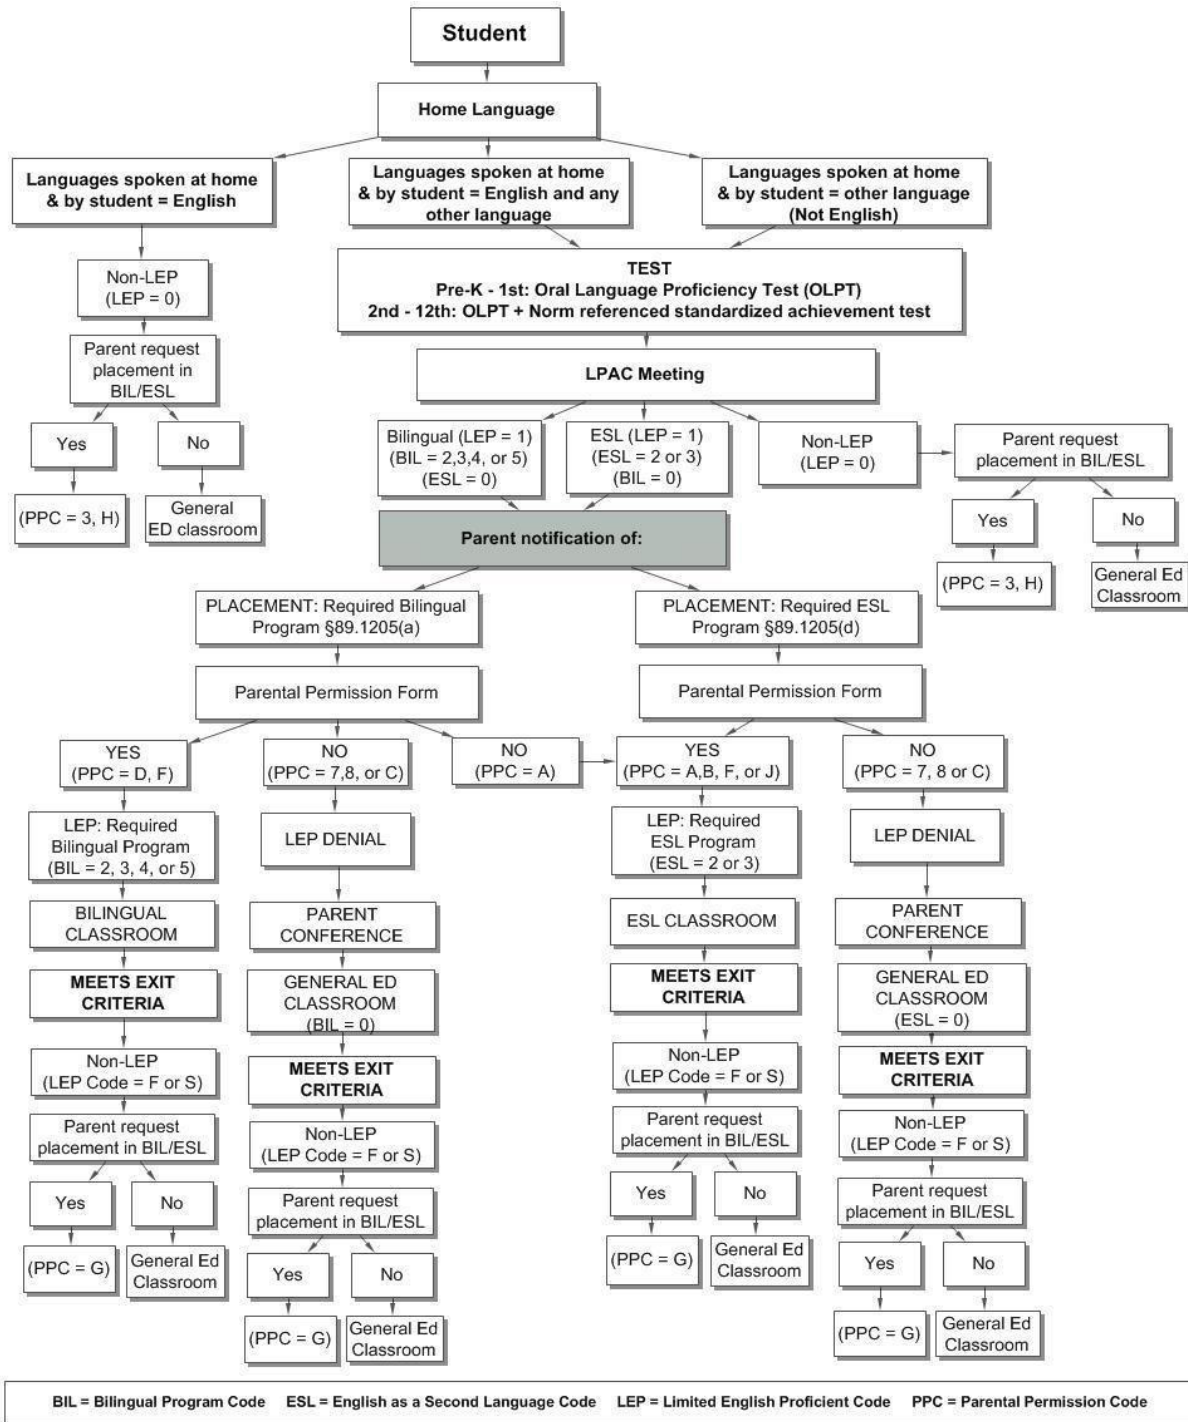 Student
Home Language
Languages spoken at home
& by student = English
Languages spoken at home
& by student = English and any
other language
Languages spoken at home
& by student = other language
(Not English)
TEST
Pre-K - 1st: Oral Language Proficiency Test (OLPT)
2nd - 12th: OLPT + Norm referenced standardized achievement test
Non-LEP
(LEP = 0)
Parent request
placement in
BIL/ESL
Yes
No
(PPC = 3, H)
General
ED classroom
LPAC Meeting
Bilingual (LEP = 1)
(BIL = 2,3,4, or 5)
(ESL = 0)
ESL (LEP = 1)
(ESL = 2 or 3)
(BIL = 0)
Non-LEP
(LEP = 0)
Parent request
placement in BIL/ESL
Yes
No
(PPC = 3, H)
General Ed
Classroom
Parent notification of:
PLACEMENT: Required Bilingual
Program §89.1205(a)
PLACEMENT: Required ESL
Program §89.1205(d)
Parental Permission Form
Parental Permission Form
YES
(PPC = D, F)
NO
(PPC = 7,8, or C)
NO
(PPC = A)
YES
(PPC = A,B, F, or J)
NO
(PPC = 7, 8 or C)
LEP: Required
Bilingual Program
(BIL = 2, 3, 4, or 5)
BILINGUAL
CLASSROOM
MEETS EXIT
CRITERIA
Non-LEP
(LEP Code = F or S)
Parent request
placement in BIL/ESL
Yes
No
(PPC = G)
General Ed
Classroom
LEP DENIAL
PARENT
CONFERENCE
GENERAL ED
CLASSROOM
(BIL = 0)
MEETS EXIT
CRITERIA
Non-LEP
(LEP Code = F or S)
Parent request
placement in BIL/ESL
Yes
No
(PPC = G)
General Ed
Classroom
LEP: Required
ESL Program
(ESL = 2 or 3)
ESL CLASSROOM
MEETS EXIT
CRITERIA
Non-LEP
(LEP Code = F or S)
Parent request
placement in BIL/ESL
Yes
No
(PPC = G)
General Ed
Classroom
LEP DENIAL
PARENT
CONFERENCE
GENERAL ED
CLASSROOM
(ESL = 0)
MEETS EXIT
CRITERIA
Non-LEP
(LEP Code = F or S)
Parent request
placement in BIL/ESL
Yes
No
(PPC = G)
General Ed
Classroom
BIL = Bilingual Program Code ESL = English as a Second Language Code LEP = Limited English Proficient Code PPC = Parental Permission Code